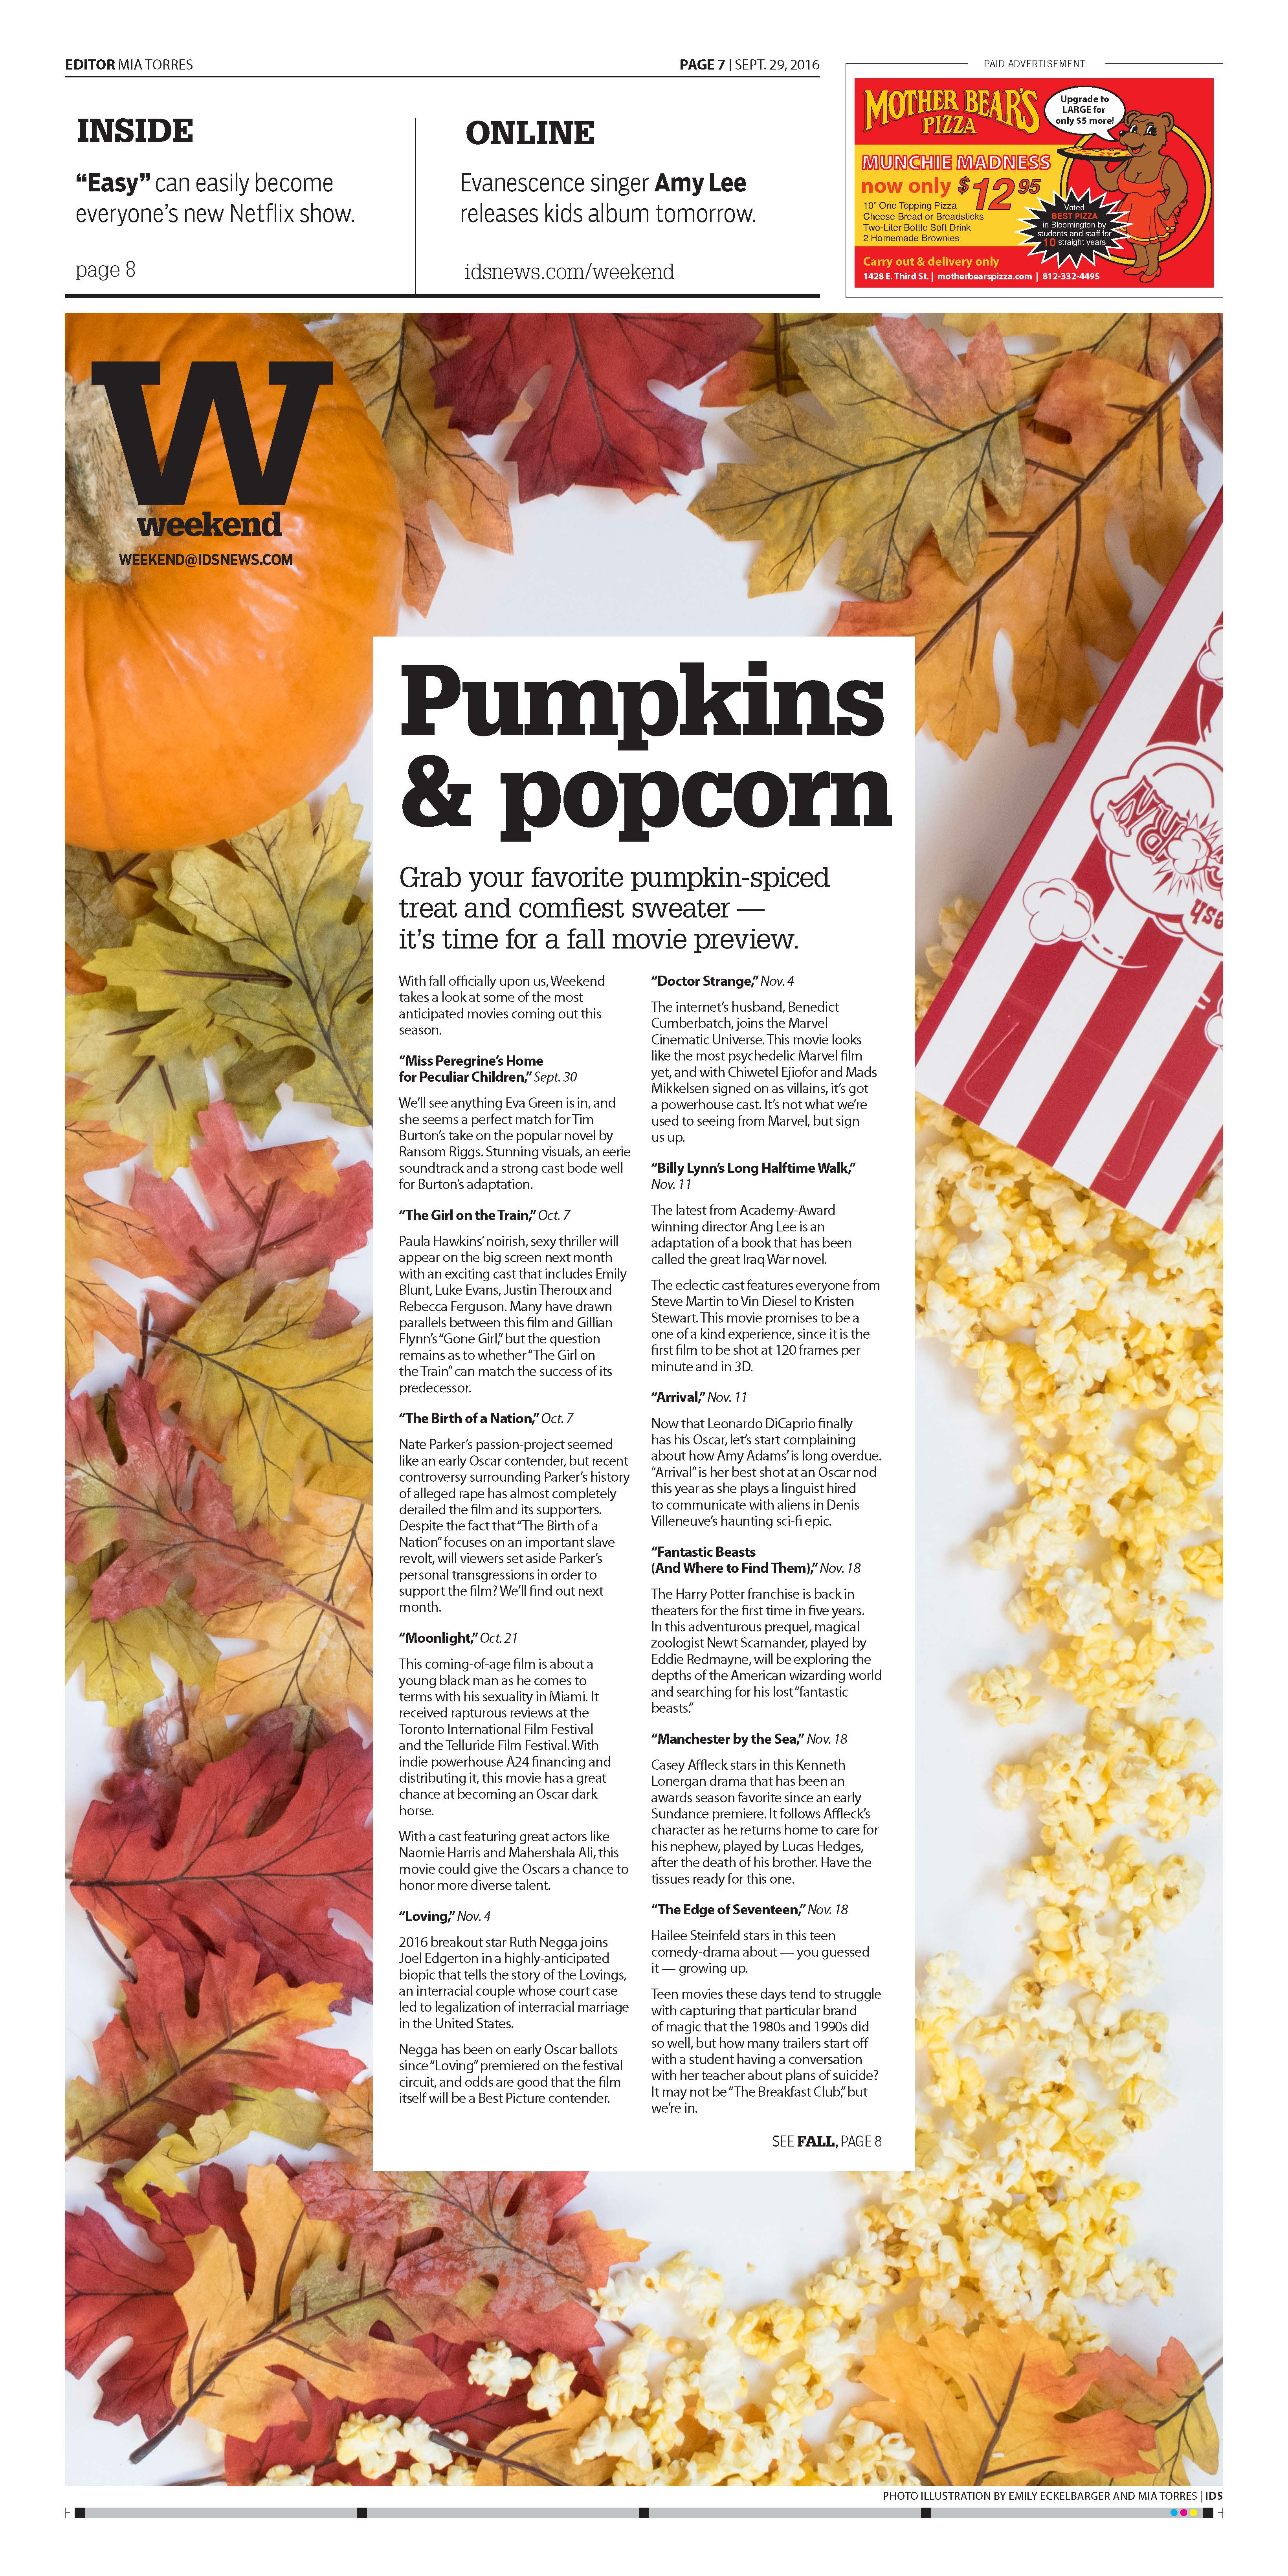 EDITOR MIA TORRES
PAGE 7 | SEPT. 29, 2016
INSIDE
“Easy” can easily become
everyone’s new Netflix show.
page 8
ONLINE
Evanescence singer Amy Lee
releases kids album tomorrow.
idsnews.com/weekend
PAID ADVERTISEMENT
MOTHER BEAR'S
PIZZA
Upgrade to
LARGE for
only $5 more!
MUNCHIE MADNESS
now only $12.95
10" One Topping Pizza
Cheese Bread or Breadsticks
Two-Liter Bottle Soft Drink
2 Homemade Brownies
Voted
BEST PIZZA
in Bloomington by
students and staff for
10 straight years
Carry out & delivery only
1428 E. Third St. | motherbearspizza.com | 812-332-4495
W
weekend
WEEKEND@IDSNEWS.COM
Pumpkins
& popcorn
Grab your favorite pumpkin-spiced
treat and comfiest sweater —
it’s time for a fall movie preview.
With fall officially upon us, Weekend
takes a look at some of the most
anticipated movies coming out this
season.
“Miss Peregrine’s Home
for Peculiar Children,” Sept. 30
We’ll see anything Eva Green is in, and
she seems a perfect match for Tim
Burton’s take on the popular novel by
Ransom Riggs. Stunning visuals, an eerie
soundtrack and a strong cast bode well
for Burton’s adaptation.
“The Girl on the Train,” Oct. 7
Paula Hawkins’ noirish, sexy thriller will
appear on the big screen next month
with an exciting cast that includes Emily
Blunt, Luke Evans, Justin Theroux and
Rebecca Ferguson. Many have drawn
parallels between this film and Gillian
Flynn’s “Gone Girl,” but the question
remains as to whether “The Girl on
the Train” can match the success of its
predecessor.
“The Birth of a Nation,” Oct. 7
Nate Parker’s passion-project seemed
like an early Oscar contender, but recent
controversy surrounding Parker’s history
of alleged rape has almost completely
derailed the film and its supporters.
Despite the fact that “The Birth of a
Nation” focuses on an important slave
revolt, will viewers set aside Parker’s
personal transgressions in order to
support the film? We’ll find out next
month.
“Moonlight,” Oct. 21
This coming-of-age film is about a
young black man as he comes to
terms with his sexuality in Miami. It
received rapturous reviews at the
Toronto International Film Festival
and the Telluride Film Festival. With
indie powerhouse A24 financing and
distributing it, this movie has a great
chance at becoming an Oscar dark
horse.
With a cast featuring great actors like
Naomie Harris and Mahershala Ali, this
movie could give the Oscars a chance to
honor more diverse talent.
“Loving,” Nov. 4
2016 breakout star Ruth Negga joins
Joel Edgerton in a highly-anticipated
biopic that tells the story of the Lovings,
an interracial couple whose court case
led to legalization of interracial marriage
in the United States.
Negga has been on early Oscar ballots
since “Loving” premiered on the festival
circuit, and odds are good that the film
itself will be a Best Picture contender.
“Doctor Strange,” Nov. 4
The internet’s husband, Benedict
Cumberbatch, joins the Marvel
Cinematic Universe. This movie looks
like the most psychedelic Marvel film
yet, and with Chiwetel Ejiofor and Mads
Mikkelsen signed on as villains, it’s got
a powerhouse cast. It’s not what we’re
used to seeing from Marvel, but sign
us up.
“Billy Lynn’s Long Halftime Walk,”
Nov. 11
The latest from Academy-Award
winning director Ang Lee is an
adaptation of a book that has been
called the great Iraq War novel.
The eclectic cast features everyone from
Steve Martin to Vin Diesel to Kristen
Stewart. This movie promises to be a
one of a kind experience, since it is the
first film to be shot at 120 frames per
minute and in 3D.
“Arrival,” Nov. 11
Now that Leonardo DiCaprio finally
has his Oscar, let’s start complaining
about how Amy Adams’ is long overdue.
“Arrival” is her best shot at an Oscar nod
this year as she plays a linguist hired
to communicate with aliens in Denis
Villeneuve’s haunting sci-fi epic.
“Fantastic Beasts
(And Where to Find Them),” Nov. 18
The Harry Potter franchise is back in
theaters for the first time in five years.
In this adventurous prequel, magical
zoologist Newt Scamander, played by
Eddie Redmayne, will be exploring the
depths of the American wizarding world
and searching for his lost “fantastic
beasts.”
“Manchester by the Sea,” Nov. 18
Casey Affleck stars in this Kenneth
Lonergan drama that has been an
awards season favorite since an early
Sundance premiere. It follows Affleck’s
character as he returns home to care for
his nephew, played by Lucas Hedges,
after the death of his brother. Have the
tissues ready for this one.
“The Edge of Seventeen,” Nov. 18
Hailee Steinfeld stars in this teen
comedy-drama about — you guessed
it — growing up.
Teen movies these days tend to struggle
with capturing that particular brand
of magic that the 1980s and 1990s did
so well, but how many trailers start off
with a student having a conversation
with her teacher about plans of suicide?
It may not be “The Breakfast Club,” but
we’re in.
SEE FALL, PAGE 8
PHOTO ILLUSTRATION BY EMILY ECKELBARGER AND MIA TORRES | IDS